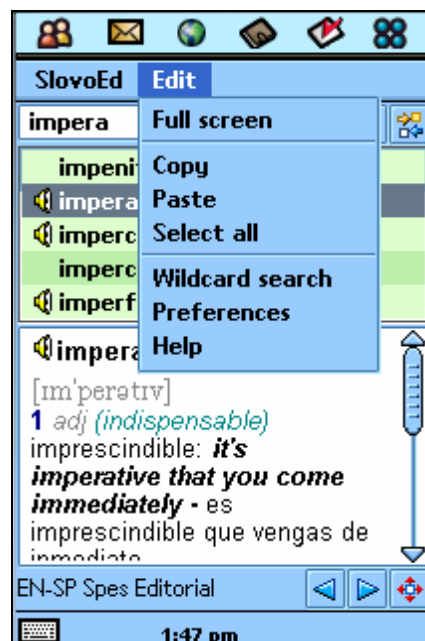 SlovoEd Edit
impera
Full screen
impeni
Copy
impera
Paste
imperc
Select all
imperc
Wildcard search
imperf
Preferences
impera
Help
[ɪm'perətɪv]
1 adj (indispensable)
imprescindible: it's
imperative that you come
immediately - es
imprescindible que vengas de
inmediato
EN-SP Spes Editorial
1:47 pm